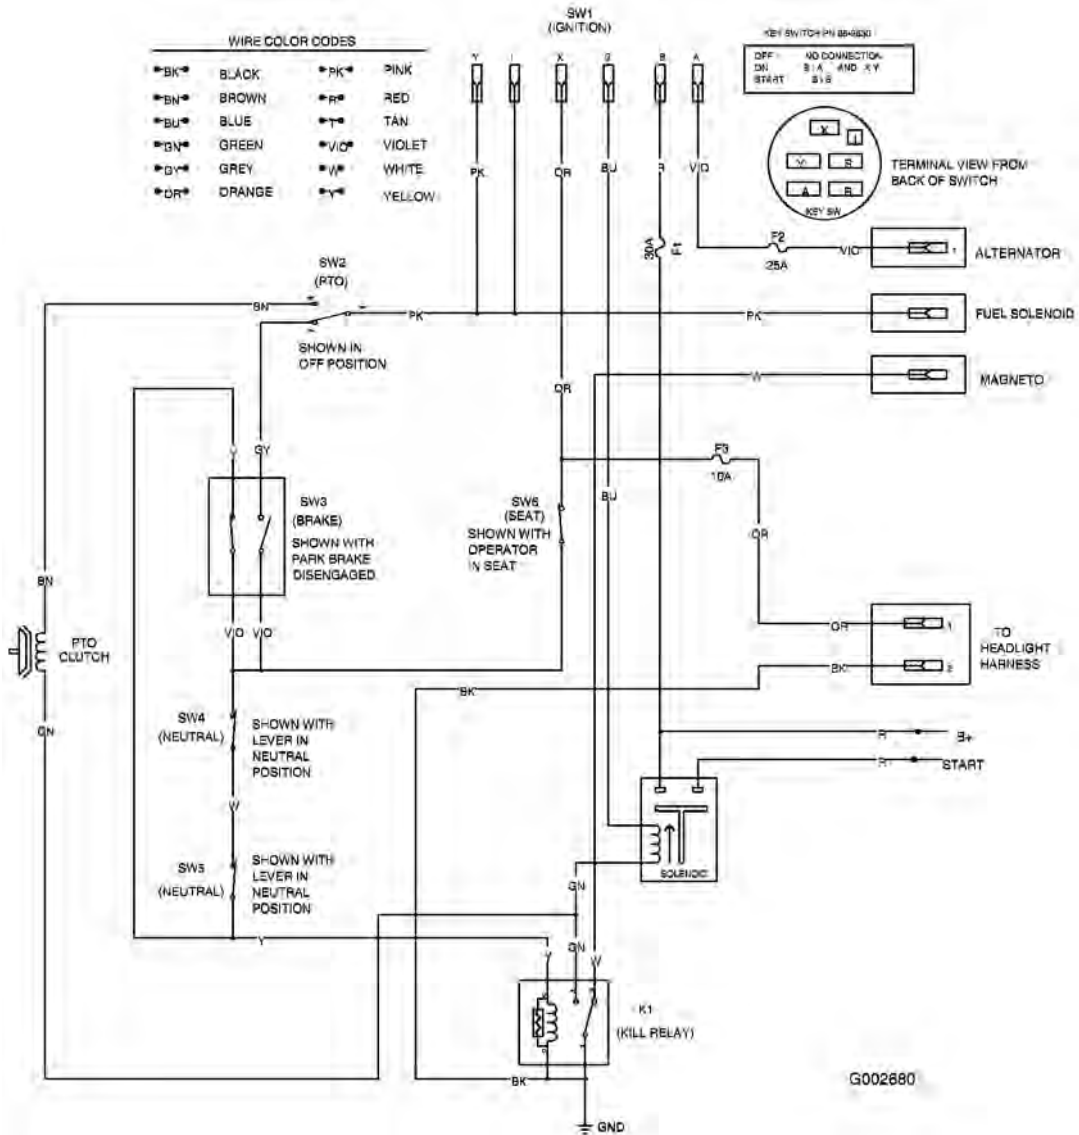 SW1
(IGNITION)
WIRE COLOR CODES
BK BLACK PK PINK
BN BROWN R RED
BU BLUE T TAN
GN GREEN VIO VIOLET
GY GREY W WHITE
OR ORANGE Y YELLOW
Y I X S B A
KEY SWITCH PN
OFF NO CONNECTION
ON B I A AND X Y
START B I S
X
I
Y
A
KEY SW
TERMINAL VIEW FROM
BACK OF SWITCH
PK OR BU R VIO
30A F1
F2
25A
VIO
1
ALTERNATOR
SW2
(PTO)
BN
PK
PK
FUEL SOLENOID
SHOWN IN
OFF POSITION
OR
W
MAGNETO
GY
F3
10A
SW3
(BRAKE)
SHOWN WITH
PARK BRAKE
DISENGAGED
SW6
(SEAT)
SHOWN WITH
OPERATOR
IN SEAT
BU
OR
BN
VIO VIO
PTO
CLUTCH
OR
1
TO
HEADLIGHT
HARNESS
BK
2
BK
SW4
(NEUTRAL)
SHOWN WITH
LEVER IN
NEUTRAL
POSITION
GN
R
B+
START
W
SW5
(NEUTRAL)
SHOWN WITH
LEVER IN
NEUTRAL
POSITION
SOLENOID
GN
Y
GN
Y
W
K1
(KILL RELAY)
BK
GND
G002680